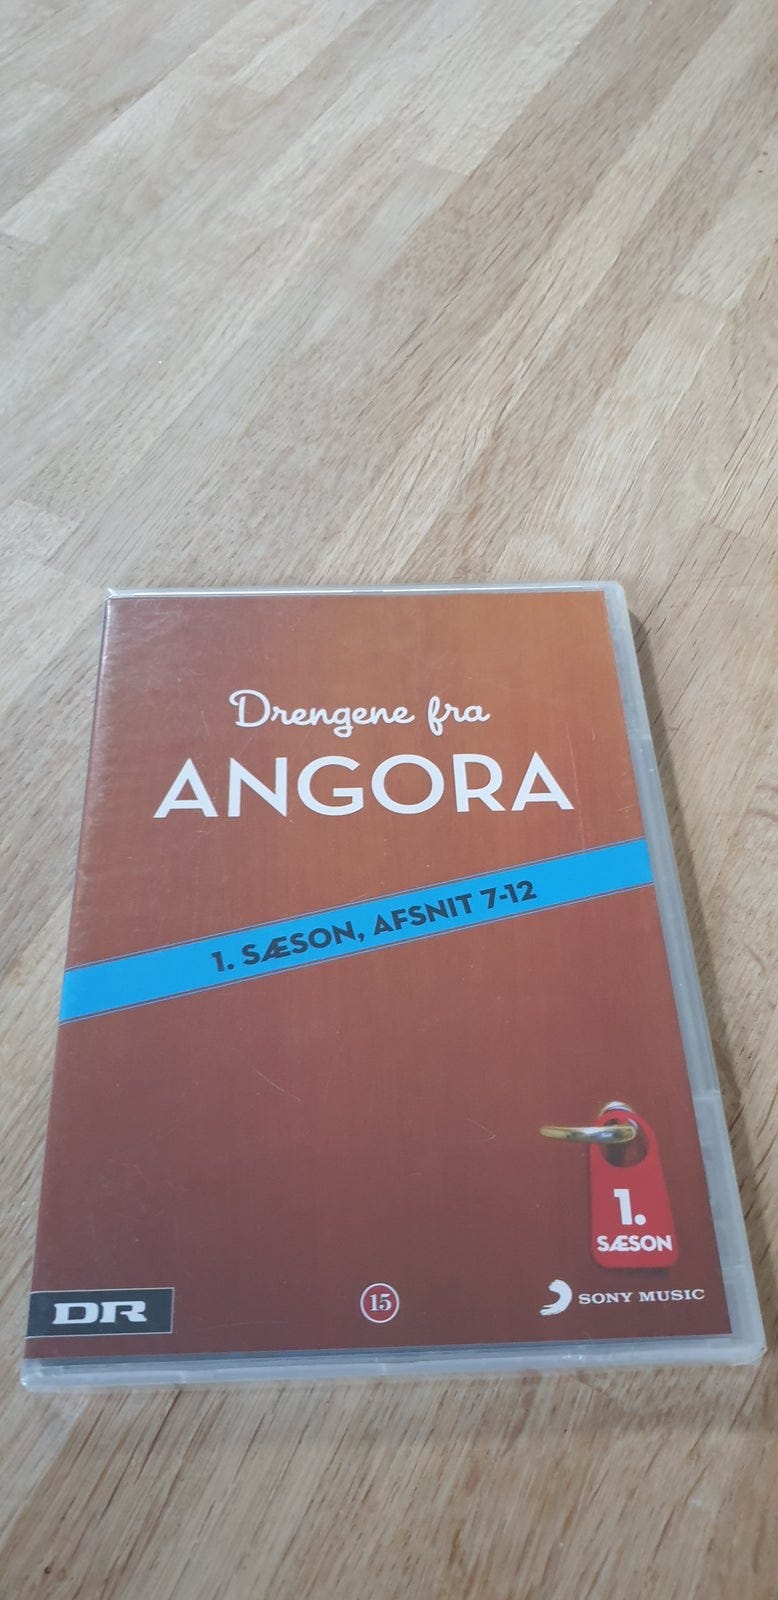 Drengene fra
ANGORA
1. SÆSON, AFSNIT 7-12
1.
SÆSON
DR
15
SONY MUSIC